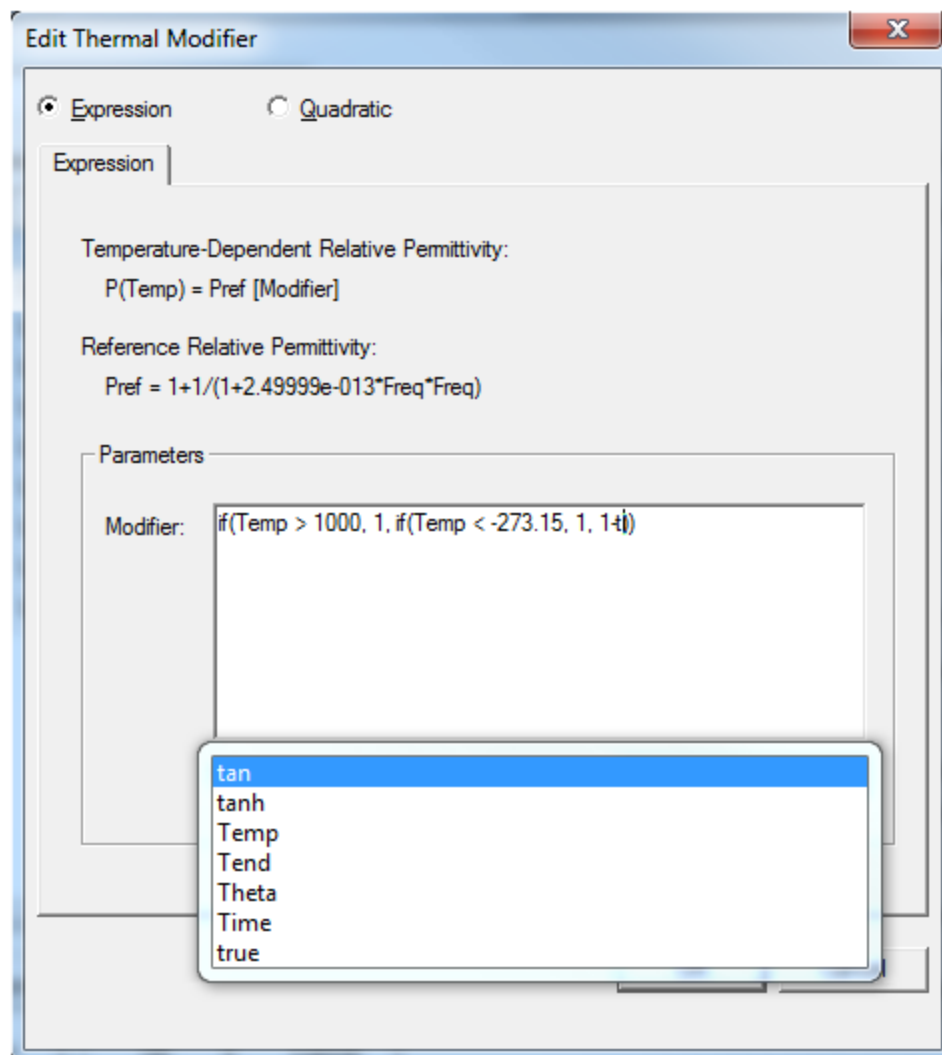 Edit Thermal Modifier
Expression
Quadratic
Expression
Temperature-Dependent Relative Permittivity:
P(Temp) = Pref [Modifier]
Reference Relative Permittivity:
Pref = 1+1/(1+2.49999e-013*Freq*Freq)
Parameters
Modifier:
if(Temp > 1000, 1, if(Temp < -273.15, 1, 1-t))
tan
tanh
Temp
Tend
Theta
Time
true